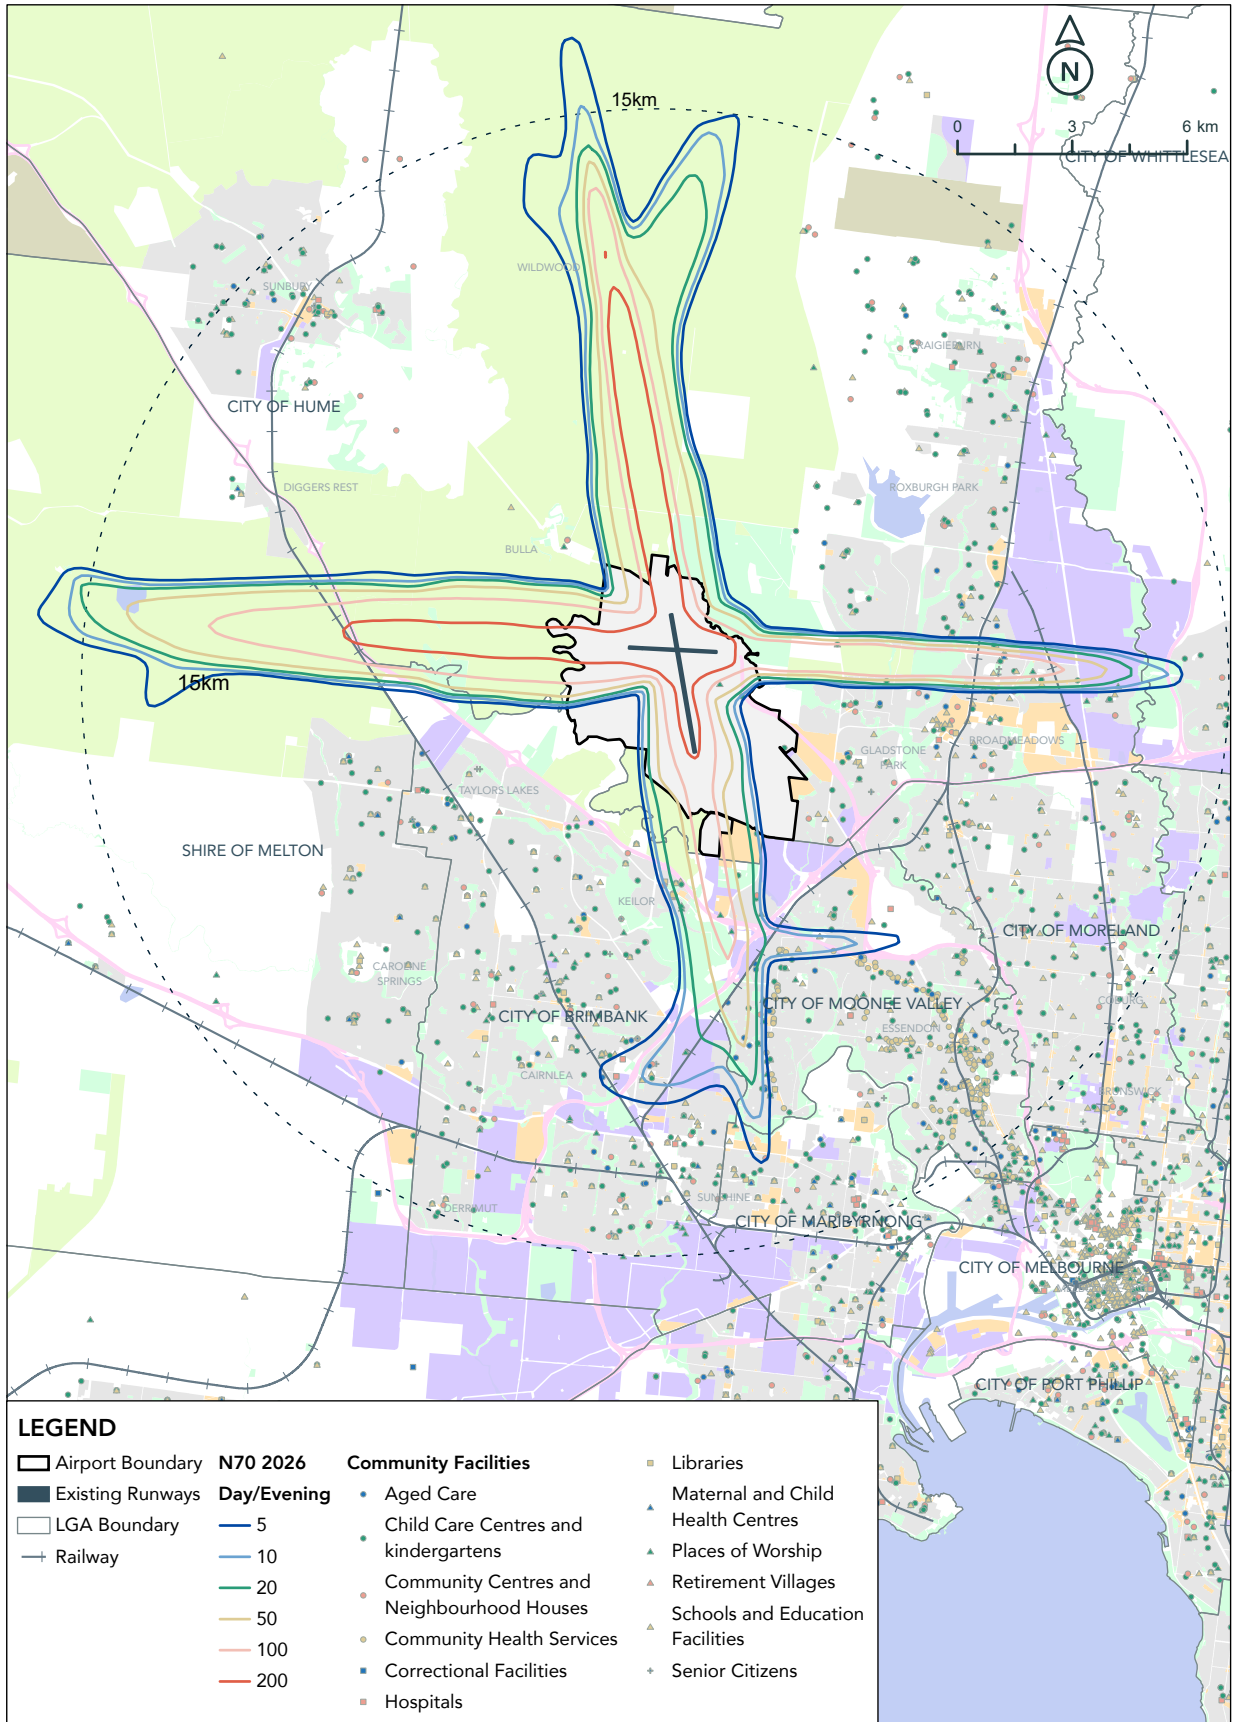 15km
N
0 3 6 km
CITY OF WHITTLESEA
WILDWOOD
SUNBURY
CRAIGIEBURN
CITY OF HUME
DIGGERS REST
ROXBURGH PARK
BULLA
15km
GLADSTONE
PARK
BROADMEADOWS
TAYLORS LAKES
SHIRE OF MELTON
KEILOR
CITY OF MORELAND
CAROLINE
SPRINGS
CITY OF MOONEE VALLEY
COBURG
CITY OF BRIMBANK
ESSENDON
CAIRNLEA
BRUNSWICK
SUNSHINE
DERRIMUT
CITY OF MARIBYRNONG
CITY OF MELBOURNE
CITY OF PORT PHILLIP
LEGEND
Airport Boundary
Existing Runways
LGA Boundary
Railway
N70 2026
Day/Evening
5
10
20
50
100
200
Community Facilities
Aged Care
Child Care Centres and
kindergartens
Community Centres and
Neighbourhood Houses
Community Health Services
Correctional Facilities
Hospitals
Libraries
Maternal and Child
Health Centres
Places of Worship
Retirement Villages
Schools and Education
Facilities
Senior Citizens